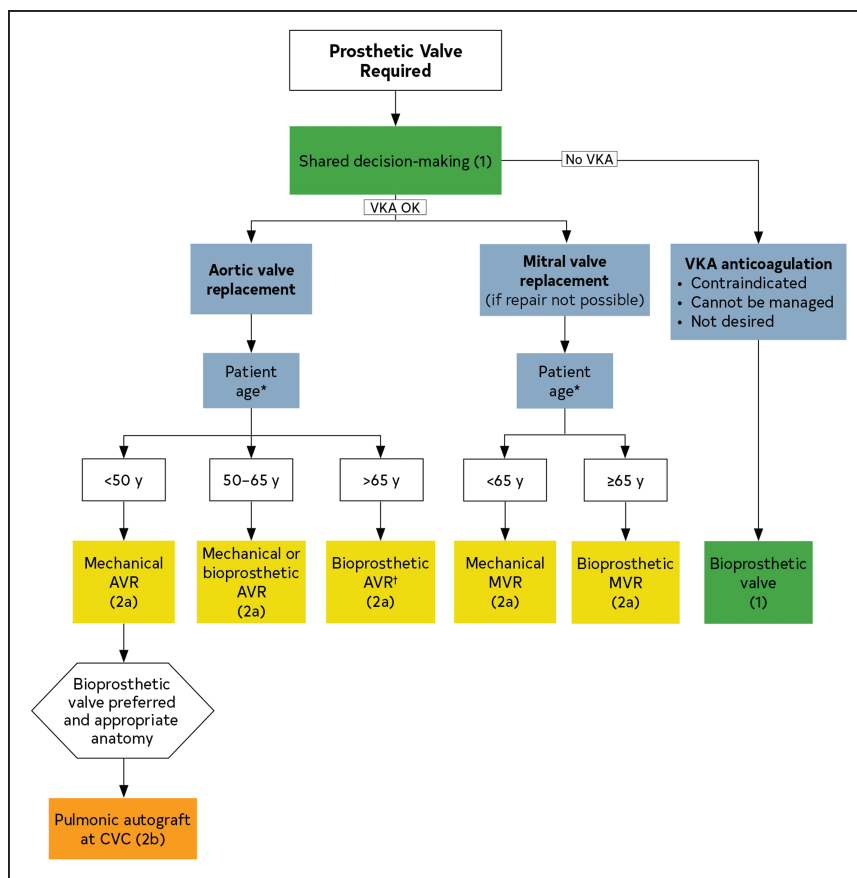 Prosthetic Valve
Required
Shared decision-making (1)
No VKA
VKA OK
Aortic valve
replacement
Mitral valve
replacement
(if repair not possible)
VKA anticoagulation
• Contraindicated
• Cannot be managed
• Not desired
Patient
age*
Patient
age*
<50 y
50–65 y
>65 y
<65 y
≥65 y
Mechanical
AVR
(2a)
Mechanical or
bioprosthetic
AVR
(2a)
Bioprosthetic
AVR†
(2a)
Mechanical
MVR
(2a)
Bioprosthetic
MVR
(2a)
Bioprosthetic
valve
(1)
Bioprosthetic
valve preferred
and appropriate
anatomy
Pulmonic autograft
at CVC (2b)